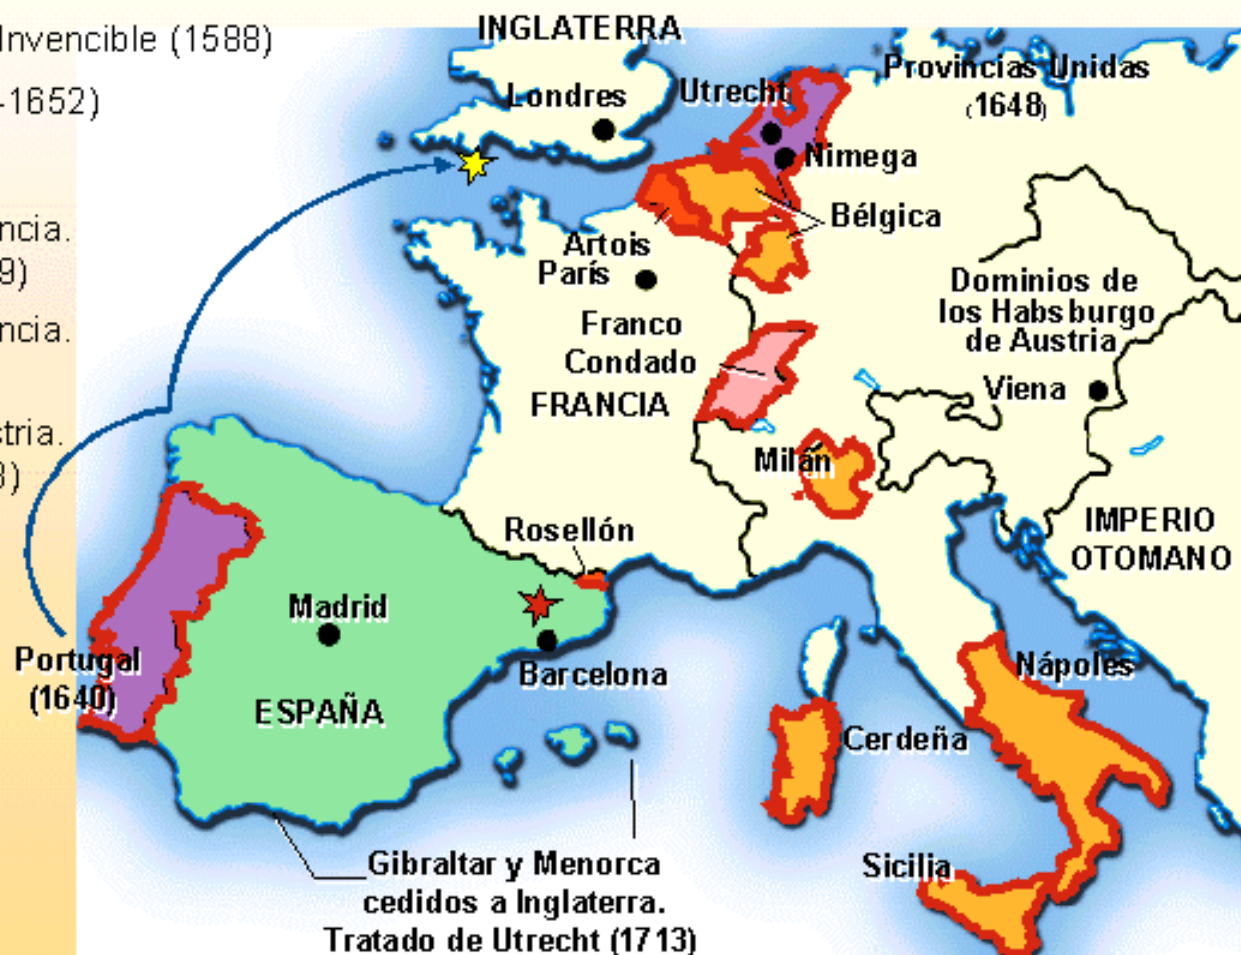 Invencible (1588)
-1652)
ncia.
9)
ncia.
stria.
3)
INGLATERRA
Londres
Utrecht
Provincias Unidas
(1648)
Nimega
Bélgica
Artois
París
Franco
Condado
FRANCIA
Dominios de
los Habsburgo
de Austria
Viena
Milán
IMPERIO
OTOMANO
Rosellón
Madrid
Barcelona
Portugal
(1640)
ESPAÑA
Nápoles
Cerdeña
Sicilia
Gibraltar y Menorca
cedidos a Inglaterra.
Tratado de Utrecht (1713)